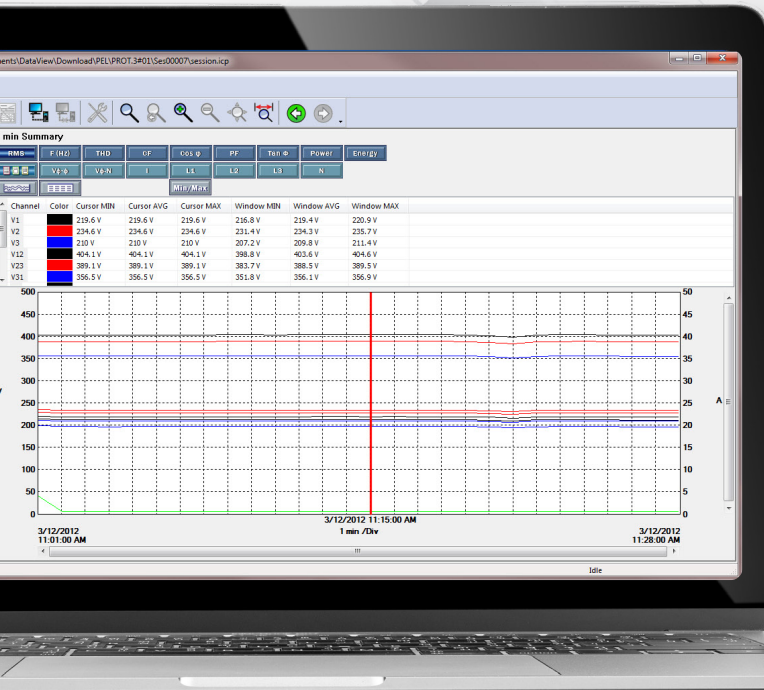 ents\DataView\Download\PEL\PROT.3#01\Ses00007\session.icp
min Summary
RMS F (HZ) THD CF Cos φ PF Tan Φ Power Energy
Vϕ-ϕ Vϕ-N I L1 L2 L3 N
Min/Max
Channel Color Cursor MIN Cursor AVG Cursor MAX Window MIN Window AVG Window MAX
V1 219.6 V 219.6 V 219.6 V 216.8 V 219.4 V 220.9 V
V2 234.6 V 234.6 V 234.6 V 231.4 V 234.3 V 235.7 V
V3 210 V 210 V 210 V 207.2 V 209.8 V 211.4 V
V12 404.1 V 404.1 V 404.1 V 398.8 V 403.6 V 404.6 V
V23 389.1 V 389.1 V 389.1 V 383.7 V 388.5 V 389.5 V
V31 356.5 V 356.5 V 356.5 V 351.8 V 356.1 V 356.9 V
500 50
450 45
400 40
350 35
300 30
250 25 A
200 20
150 15
100 10
50 5
0 0
3/12/2012 11:15:00 AM
3/12/2012 1 min /Div 3/12/2012
11:01:00 AM 11:28:00 AM
Idle